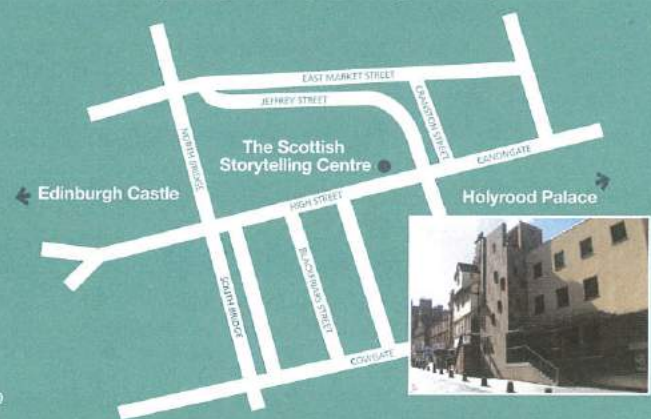 EAST MARKET STREET
JEFFREY STREET
CRANSTON STREET
NORTH BRIDGE
The Scottish
Storytelling Centre
CANONGATE
Edinburgh Castle
HIGH STREET
Holyrood Palace
BLACKFRIARS STREET
SOUTH BRIDGE
COWGATE